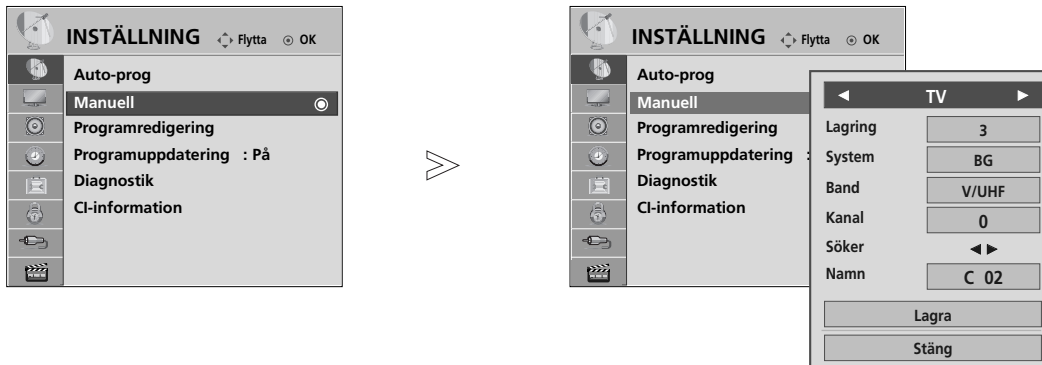 INSTÄLLNING Flytta OK
Auto-prog
Manuell
Programredigering
Programuppdatering : På
Diagnostik
CI-information
INSTÄLLNING Flytta OK
Auto-prog
Manuell
Programredigering
Programuppdatering :
Diagnostik
CI-information
◄ TV ►
Lagring 3
System BG
Band V/UHF
Kanal 0
Söker ◄ ►
Namn C 02
Lagra
Stäng